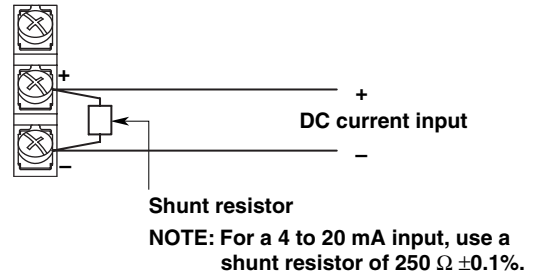 +
+
DC current input
–
–
Shunt resistor
NOTE: For a 4 to 20 mA input, use a
shunt resistor of 250 Ω ±0.1%.